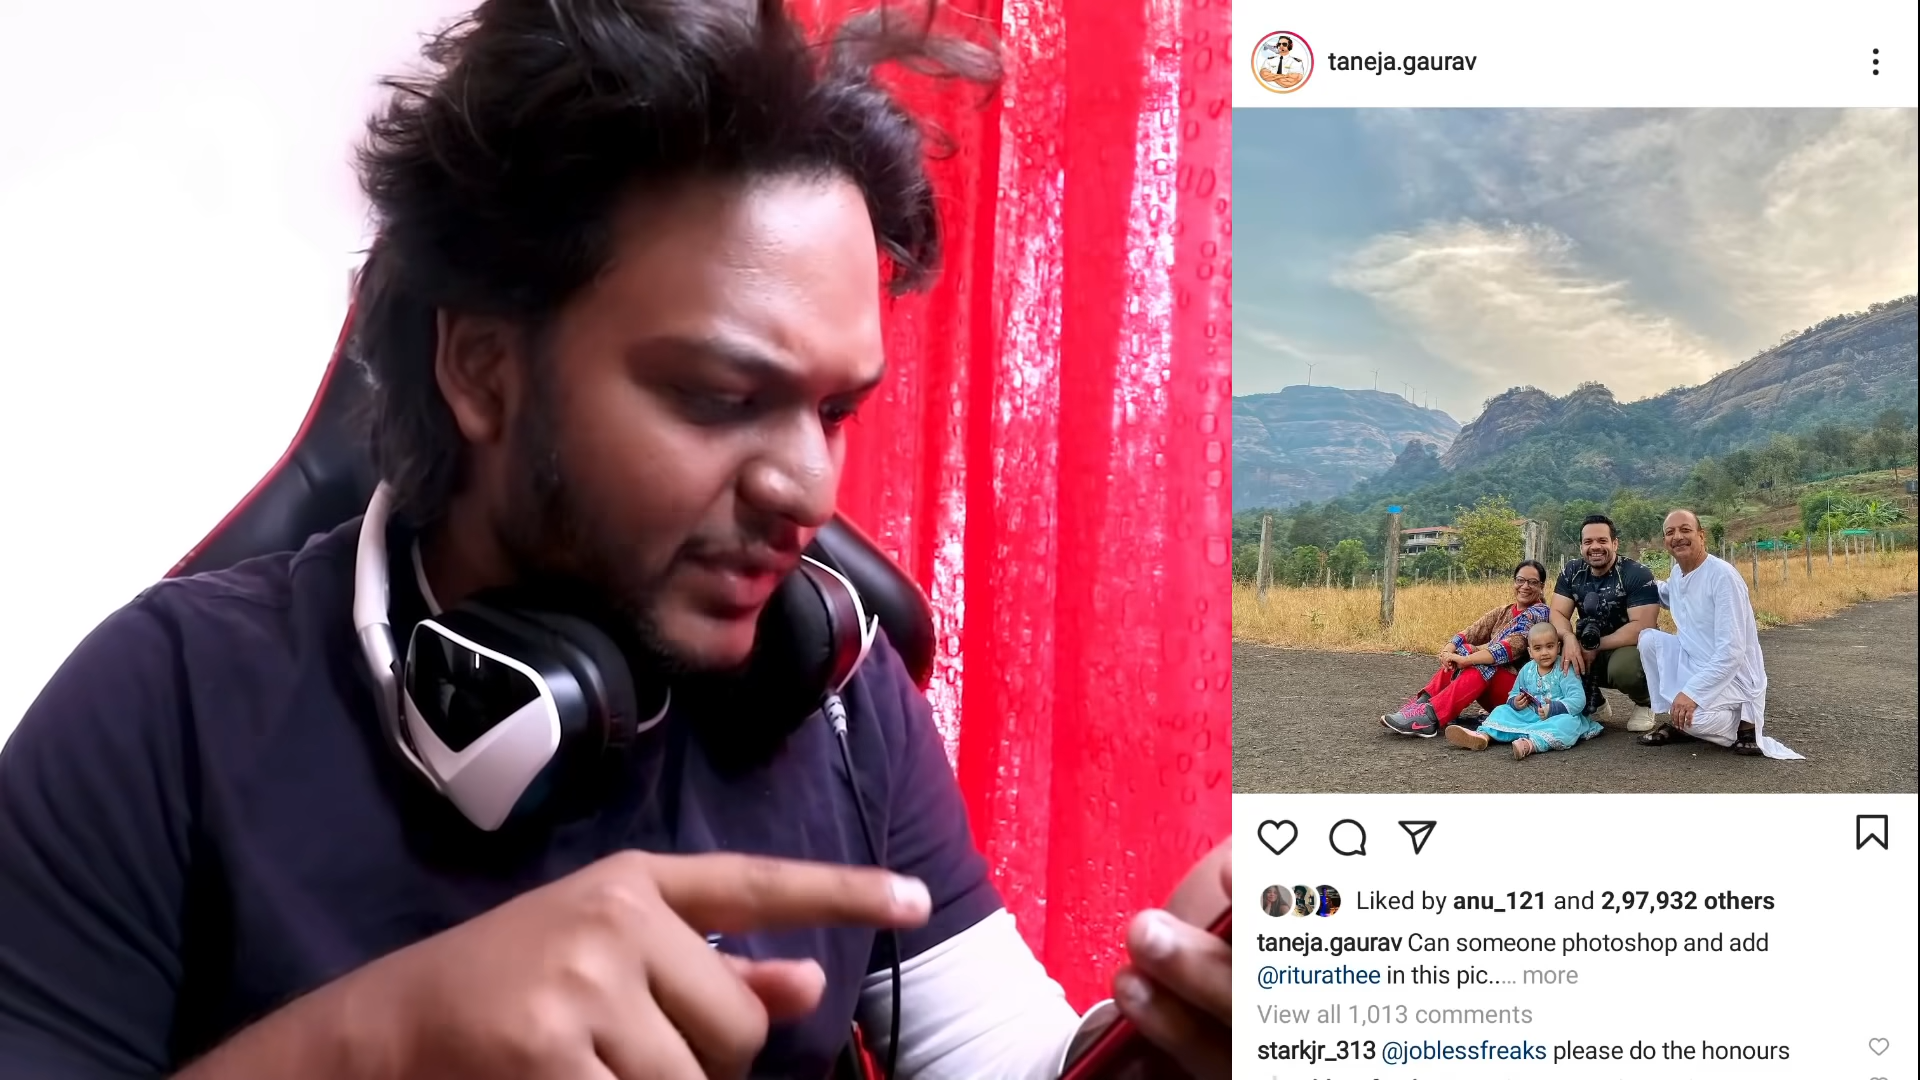 taneja.gaurav
Liked by anu_121 and 2,97,932 others
taneja.gaurav Can someone photoshop and add
@riturathee in this pic..... more
View all 1,013 comments
starkjr_313 @joblessfreaks please do the honours